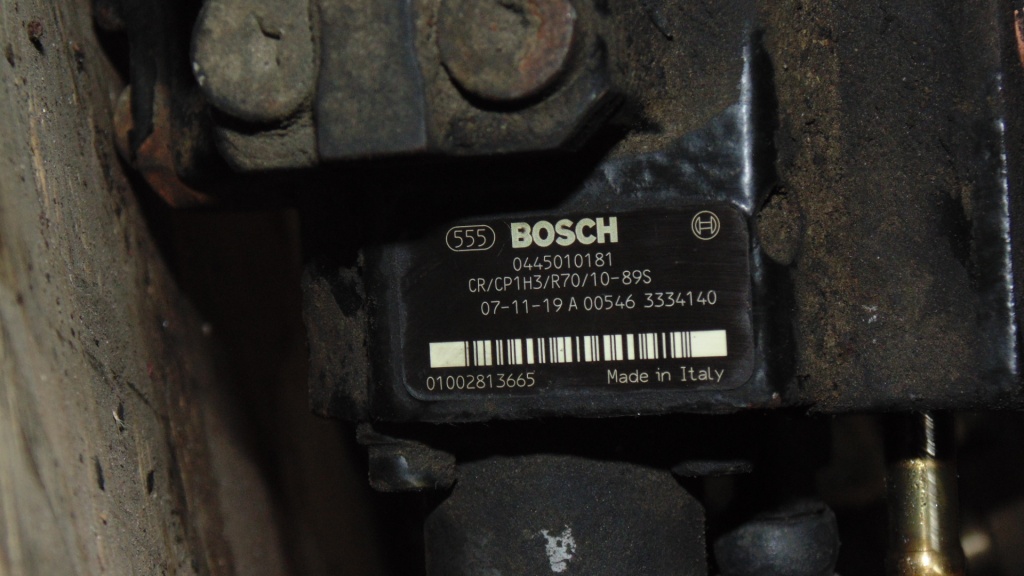 555 BOSCH
0445010181
CR/CP1H3/R70/10-89S
07-11-19 A 00546 3334140
01002813665 Made in Italy